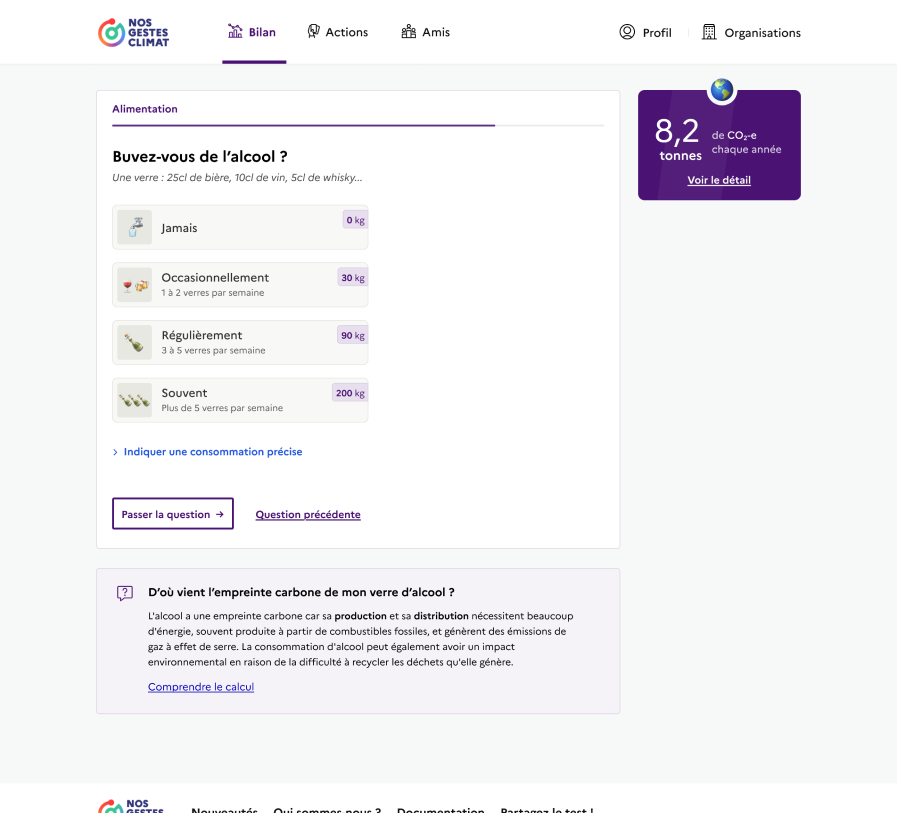 NOS
GESTES
CLIMAT
Bilan
Actions
Amis
Profil
Organisations
Alimentation
Buvez-vous de l'alcool ?
Une verre : 25cl de bière, 10cl de vin, 5cl de whisky...
Jamais
0 kg
Occasionnellement
1 à 2 verres par semaine
30 kg
Régulièrement
3 à 5 verres par semaine
90 kg
Souvent
Plus de 5 verres par semaine
200 kg
Indiquer une consommation précise
Passer la question →
Question précédente
8,2
tonnes
de CO₂-e
chaque année
Voir le détail
D'où vient l'empreinte carbone de mon verre d'alcool ?
L'alcool a une empreinte carbone car sa production et sa distribution nécessitent beaucoup
d'énergie, souvent produite à partir de combustibles fossiles, et génèrent des émissions de
gaz à effet de serre. La consommation d'alcool peut également avoir un impact
environnemental en raison de la difficulté à recycler les déchets qu'elle génère.
Comprendre le calcul
NOS
GESTES
Nouveautés
Qui sommes-nous ?
Documentation
Partagez le test !